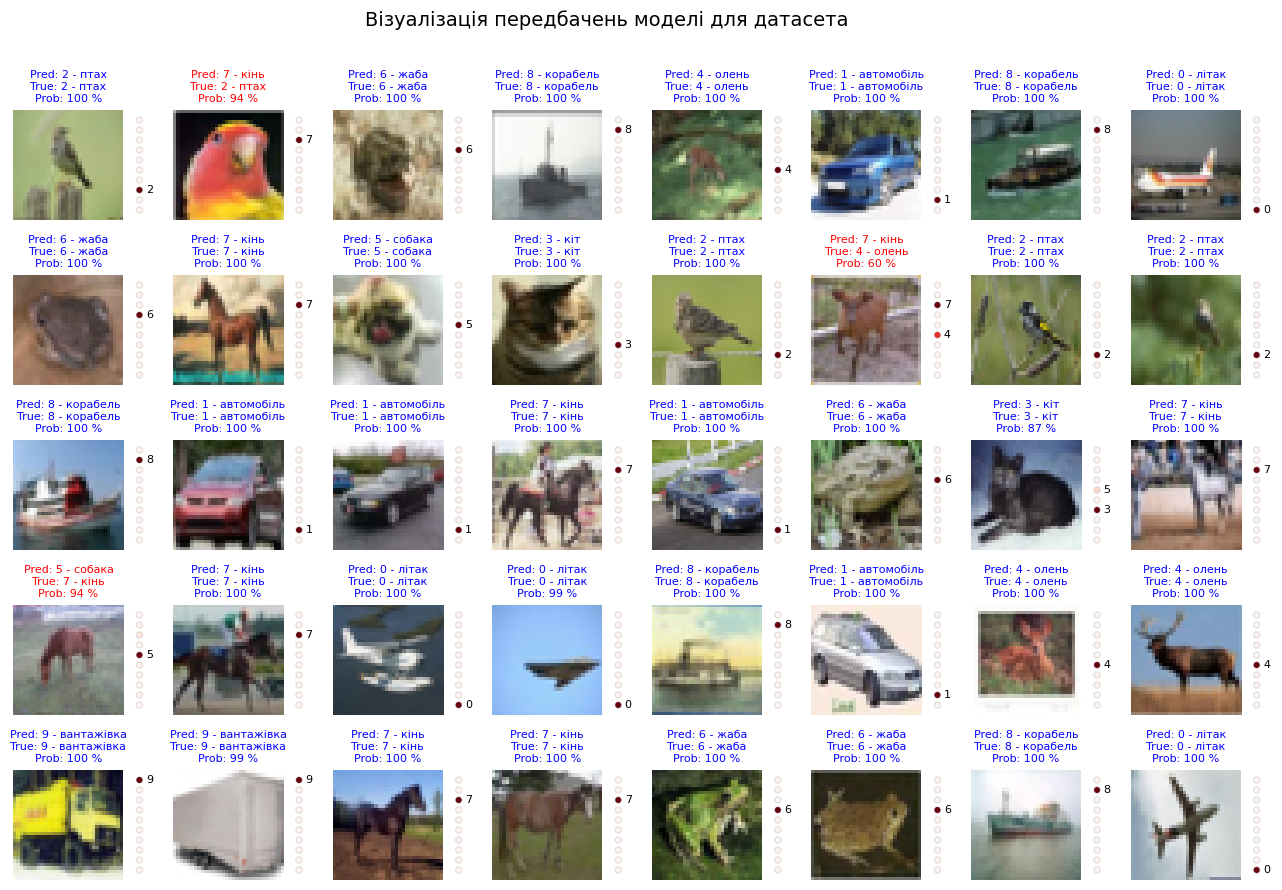 Візуалізація передбачень моделі для датасета
Pred: 2 - птах
True: 2 - птах
Prob: 100 %
2
Pred: 7 - кінь
True: 2 - птах
Prob: 94 %
7
Pred: 6 - жаба
True: 6 - жаба
Prob: 100 %
6
Pred: 8 - корабель
True: 8 - корабель
Prob: 100 %
8
Pred: 4 - олень
True: 4 - олень
Prob: 100 %
4
Pred: 1 - автомобіль
True: 1 - автомобіль
Prob: 100 %
1
Pred: 8 - корабель
True: 8 - корабель
Prob: 100 %
8
Pred: 0 - літак
True: 0 - літак
Prob: 100 %
0
Pred: 6 - жаба
True: 6 - жаба
Prob: 100 %
6
Pred: 7 - кінь
True: 7 - кінь
Prob: 100 %
7
Pred: 5 - собака
True: 5 - собака
Prob: 100 %
5
Pred: 3 - кіт
True: 3 - кіт
Prob: 100 %
3
Pred: 2 - птах
True: 2 - птах
Prob: 100 %
2
Pred: 7 - кінь
True: 4 - олень
Prob: 60 %
7
4
Pred: 2 - птах
True: 2 - птах
Prob: 100 %
2
Pred: 2 - птах
True: 2 - птах
Prob: 100 %
2
Pred: 8 - корабель
True: 8 - корабель
Prob: 100 %
8
Pred: 1 - автомобіль
True: 1 - автомобіль
Prob: 100 %
1
Pred: 1 - автомобіль
True: 1 - автомобіль
Prob: 100 %
1
Pred: 7 - кінь
True: 7 - кінь
Prob: 100 %
7
Pred: 1 - автомобіль
True: 1 - автомобіль
Prob: 100 %
1
Pred: 6 - жаба
True: 6 - жаба
Prob: 100 %
6
Pred: 3 - кіт
True: 3 - кіт
Prob: 87 %
5
3
Pred: 7 - кінь
True: 7 - кінь
Prob: 100 %
7
Pred: 5 - собака
True: 7 - кінь
Prob: 94 %
5
Pred: 7 - кінь
True: 7 - кінь
Prob: 100 %
7
Pred: 0 - літак
True: 0 - літак
Prob: 100 %
0
Pred: 0 - літак
True: 0 - літак
Prob: 99 %
0
Pred: 8 - корабель
True: 8 - корабель
Prob: 100 %
8
Pred: 1 - автомобіль
True: 1 - автомобіль
Prob: 100 %
1
Pred: 4 - олень
True: 4 - олень
Prob: 100 %
4
Pred: 4 - олень
True: 4 - олень
Prob: 100 %
4
Pred: 9 - вантажівка
True: 9 - вантажівка
Prob: 100 %
9
Pred: 9 - вантажівка
True: 9 - вантажівка
Prob: 99 %
9
Pred: 7 - кінь
True: 7 - кінь
Prob: 100 %
7
Pred: 7 - кінь
True: 7 - кінь
Prob: 100 %
7
Pred: 6 - жаба
True: 6 - жаба
Prob: 100 %
6
Pred: 6 - жаба
True: 6 - жаба
Prob: 100 %
6
Pred: 8 - корабель
True: 8 - корабель
Prob: 100 %
8
Pred: 0 - літак
True: 0 - літак
Prob: 100 %
0